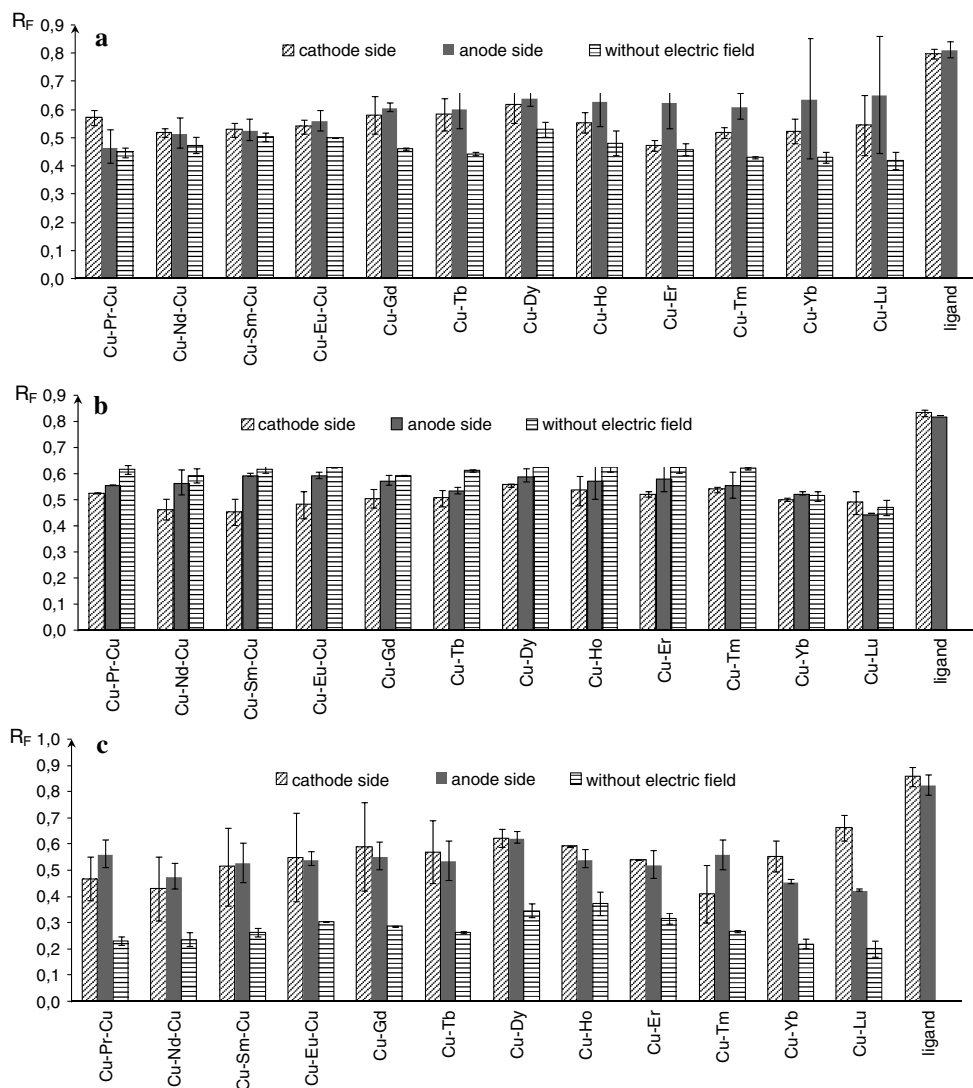 R_F 0,9 a
cathode side anode side without electric field
0,8
0,7
0,6
0,5
0,4
0,3
0,2
0,1
0,0
Cu-Pr-Cu
Cu-Nd-Cu
Cu-Sm-Cu
Cu-Eu-Cu
Cu-Gd
Cu-Tb
Cu-Dy
Cu-Ho
Cu-Er
Cu-Tm
Cu-Yb
Cu-Lu
ligand
R_F 0,9 b
cathode side anode side without electric field
0,8
0,7
0,6
0,5
0,4
0,3
0,2
0,1
0,0
Cu-Pr-Cu
Cu-Nd-Cu
Cu-Sm-Cu
Cu-Eu-Cu
Cu-Gd
Cu-Tb
Cu-Dy
Cu-Ho
Cu-Er
Cu-Tm
Cu-Yb
Cu-Lu
ligand
R_F 1,0 c
0,9
cathode side anode side without electric field
0,8
0,7
0,6
0,5
0,4
0,3
0,2
0,1
0,0
Cu-Pr-Cu
Cu-Nd-Cu
Cu-Sm-Cu
Cu-Eu-Cu
Cu-Gd
Cu-Tb
Cu-Dy
Cu-Ho
Cu-Er
Cu-Tm
Cu-Yb
Cu-Lu
ligand